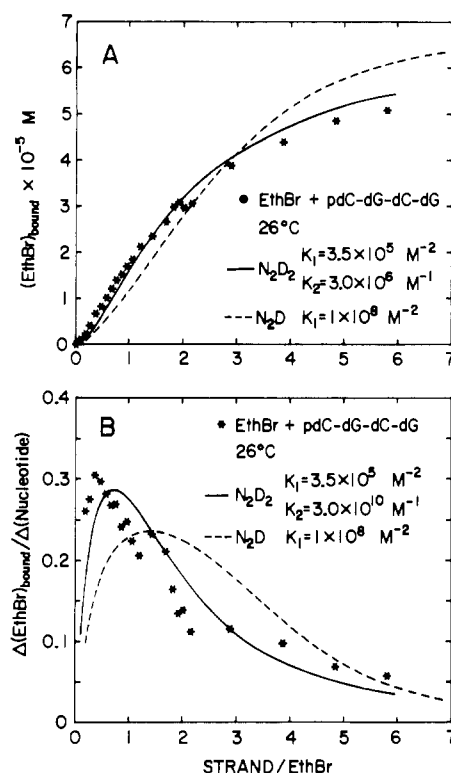 A
7
6
5
4
3
2
1
0
(EthBr)bound × 10⁻⁵ M
● EthBr + pdC-dG-dC-dG
26°C
— N₂D₂ K₁ = 3.5×10⁵ M⁻²
K₂ = 3.0×10⁶ M⁻¹
--- N₂D K₁ = 1×10⁸ M⁻²
0 1 2 3 4 5 6
B
0.4
0.3
0.2
0.1
0
Δ(EthBr)bound/Δ(Nucleotide)
* EthBr + pdC-dG-dC-dG
26°C
— N₂D₂ K₁ = 3.5×10⁵ M⁻²
K₂ = 3.0×10¹⁰ M⁻¹
--- N₂D K₁ = 1×10⁸ M⁻²
0 1 2 3 4 5 6 7
STRAND/EthBr